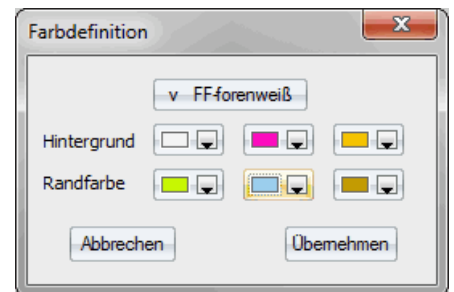 Farbdefinition
v FF-forenweiß
Hintergrund
Randfarbe
Abbrechen Übernehmen